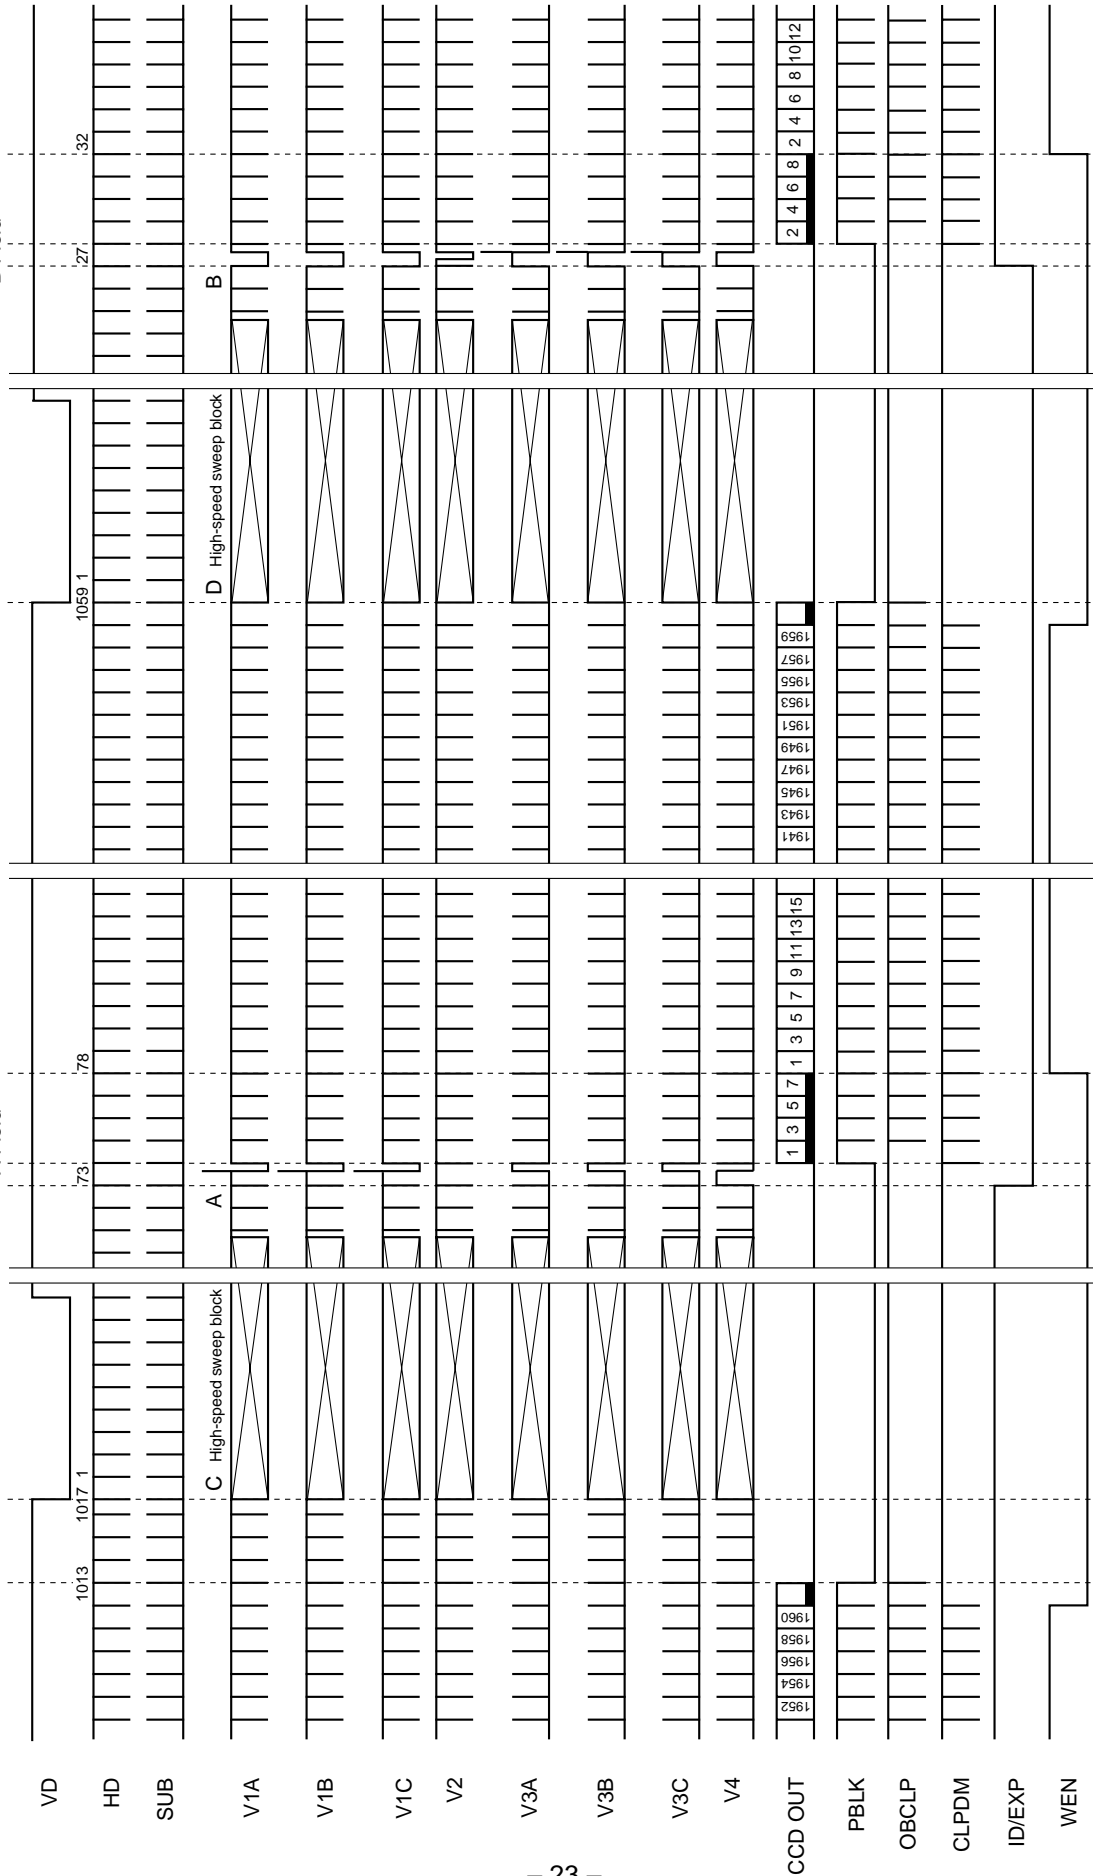 VD
HD
SUB
V1A
V1B
V1C
V2
V3A
V3B
V3C
V4
CCD OUT
PBLK
OBCLP
CLPDM
ID/EXP
WEN
1013
1017 1
73
78
1059 1
27
32
C High-speed sweep block
A
D High-speed sweep block
B
1952 1954 1956 1958 1960
1 3 5 7 1 3 5 7 9 11 13 15
1941 1943 1945 1947 1949 1951 1953 1955 1957 1959
2 4 6 8 2 4 6 8 10 12
– 23 –